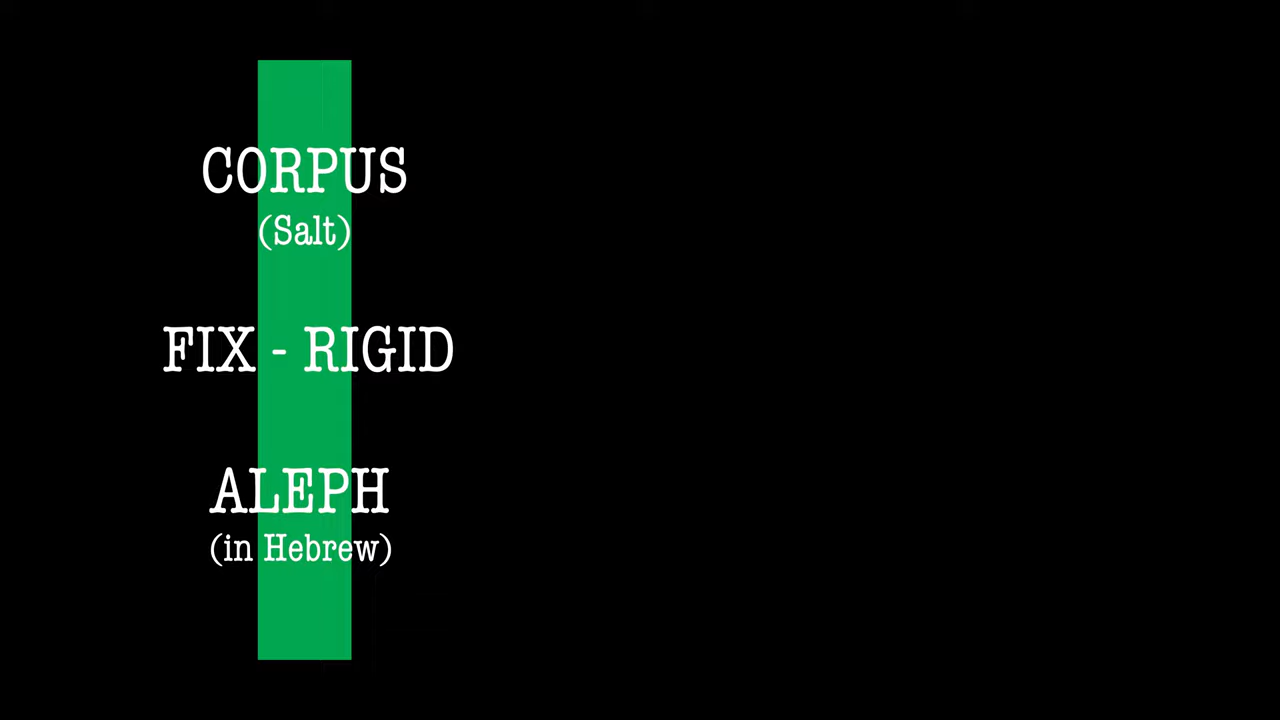 CORPUS
(Salt)
FIX - RIGID
ALEPH
(in Hebrew)